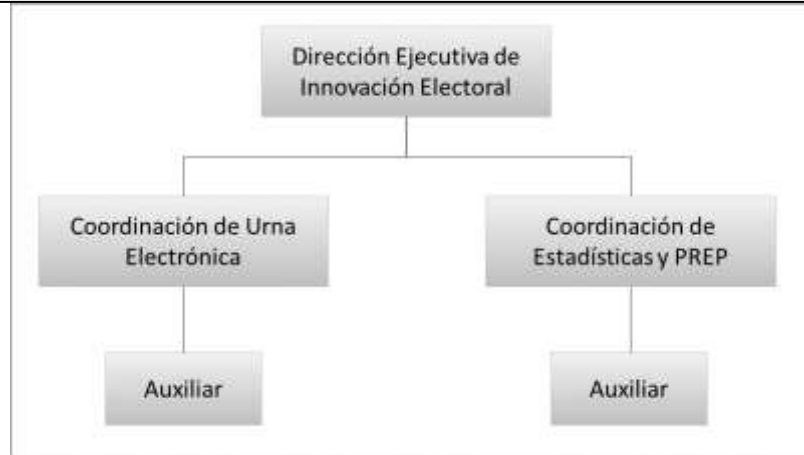 Dirección Ejecutiva de
Innovación Electoral
Coordinación de Urna
Electrónica
Coordinación de
Estadísticas y PREP
Auxiliar
Auxiliar